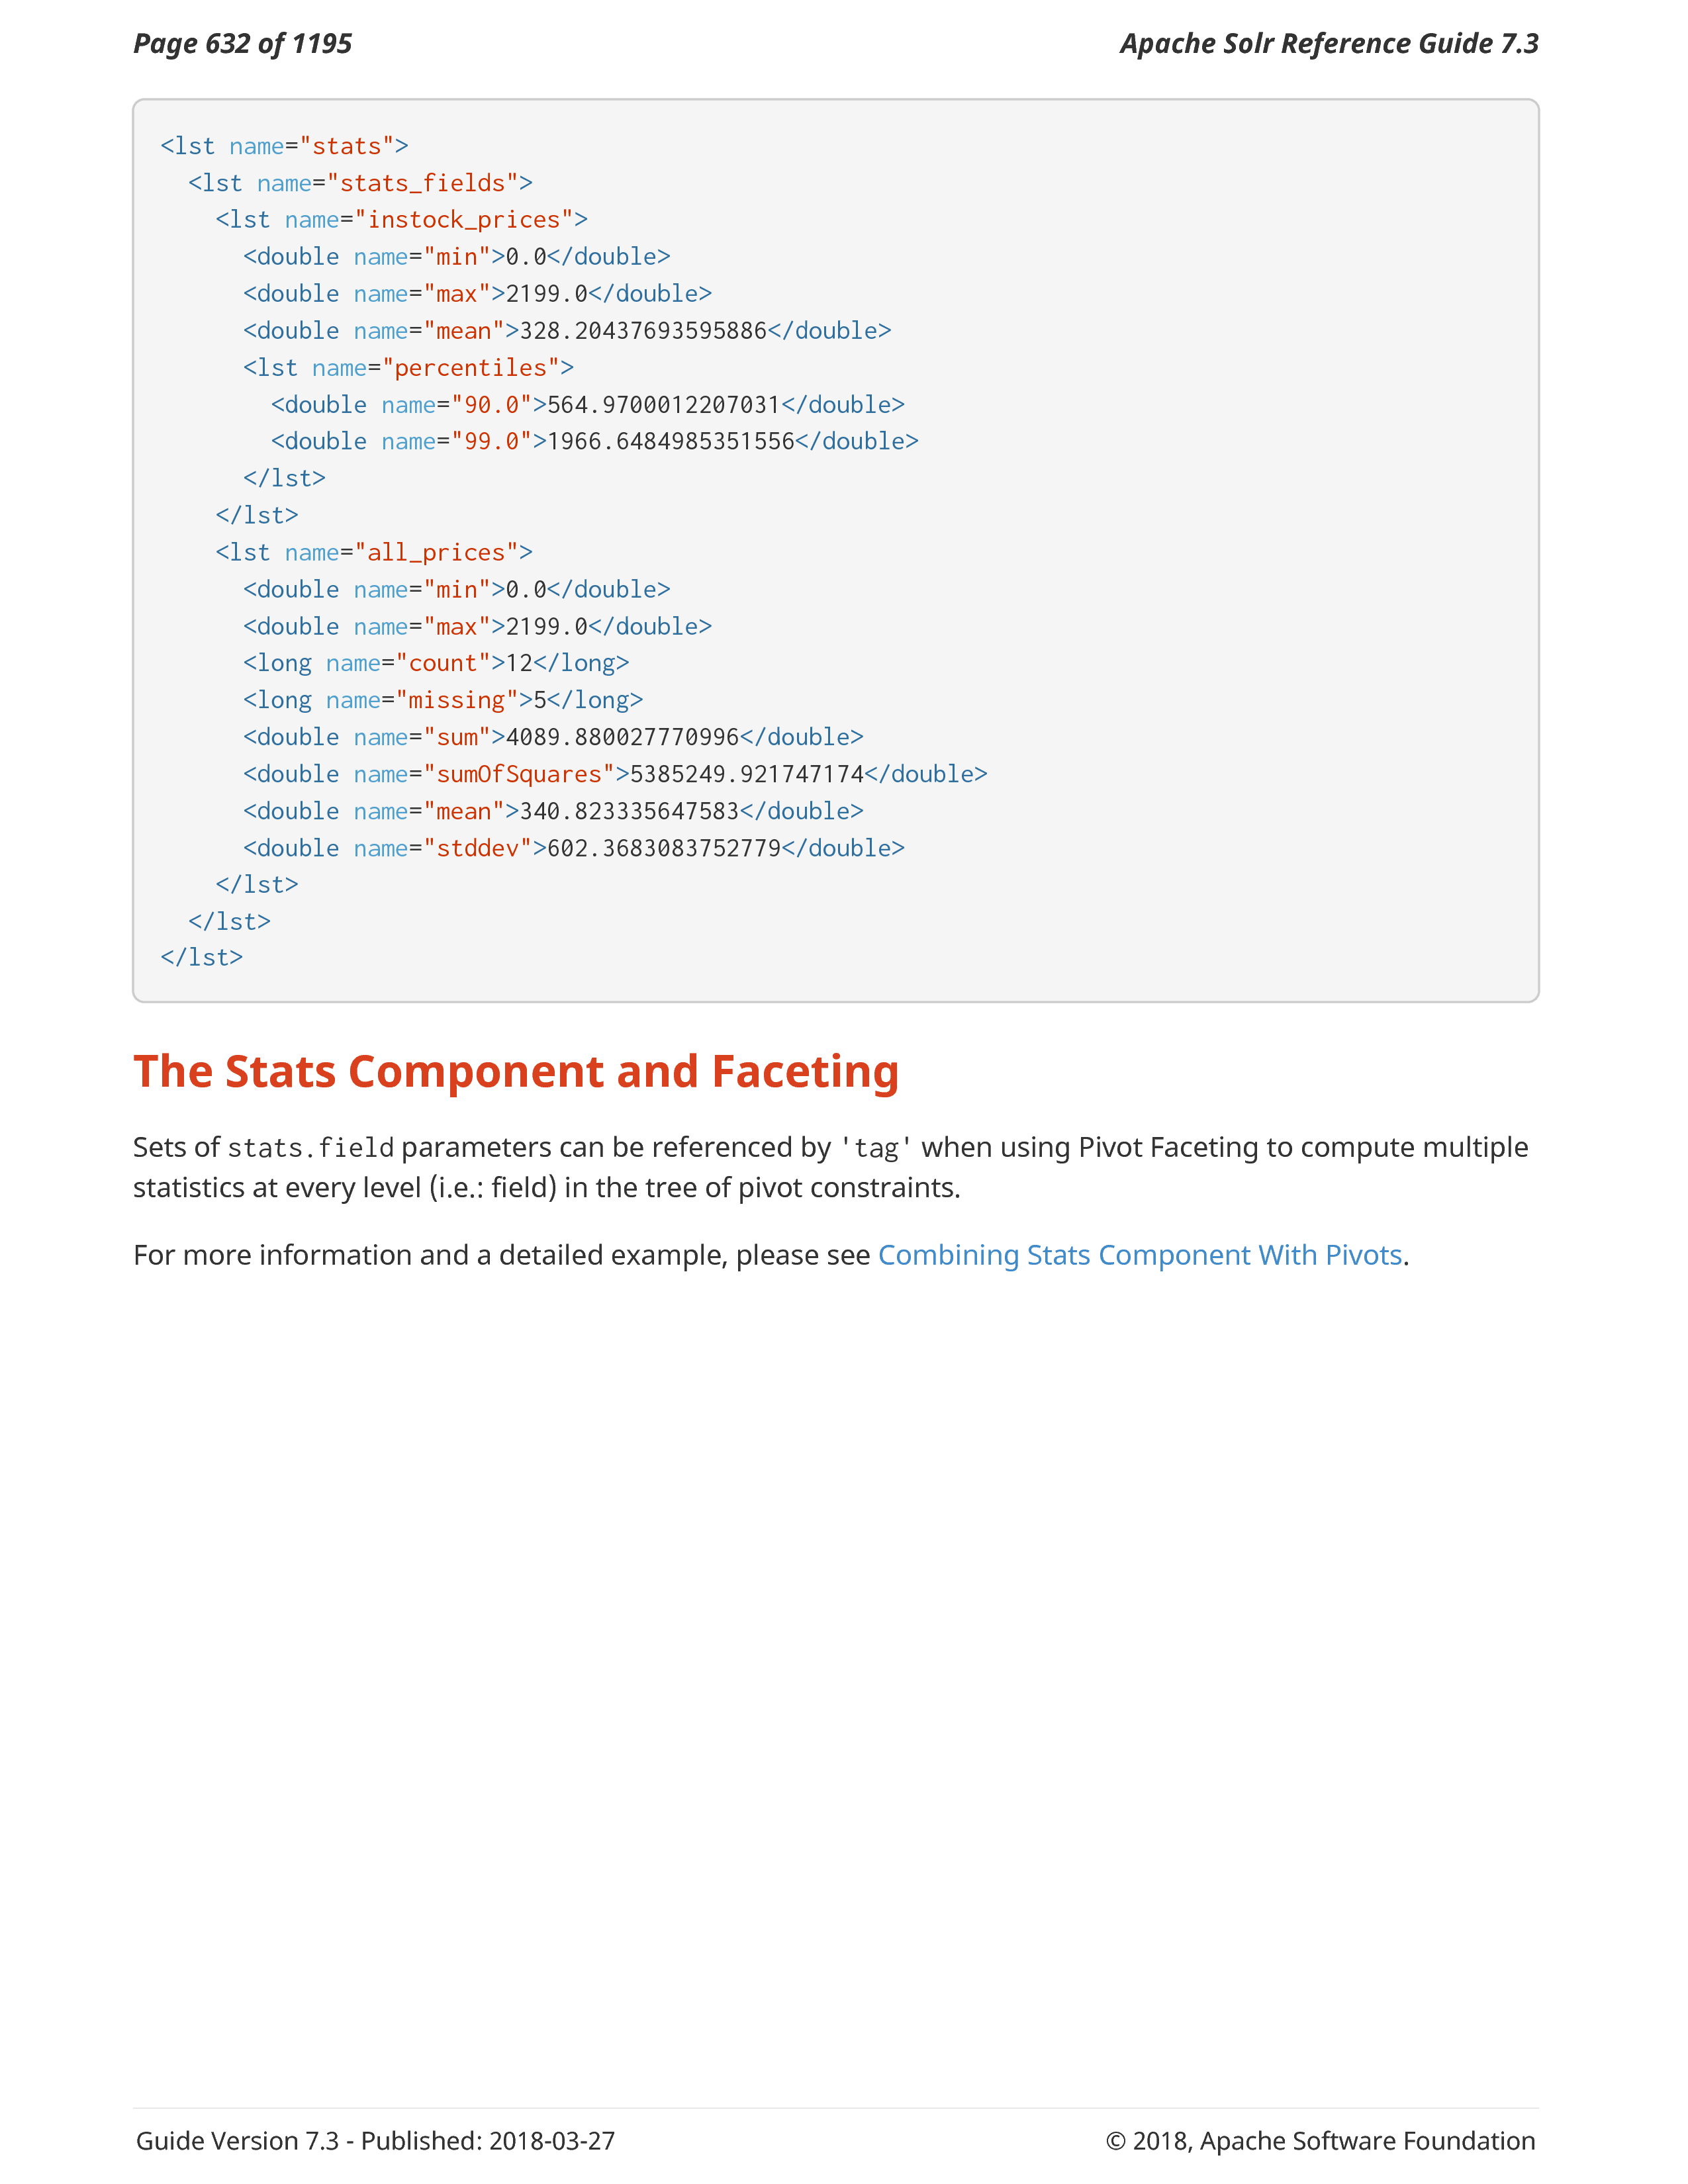 Page 632 of 1195
Apache Solr Reference Guide 7.3
<lst name="stats">
  <lst name="stats_fields">
    <lst name="instock_prices">
      <double name="min">0.0</double>
      <double name="max">2199.0</double>
      <double name="mean">328.20437693595886</double>
      <lst name="percentiles">
        <double name="90.0">564.9700012207031</double>
        <double name="99.0">1966.6484985351556</double>
      </lst>
    </lst>
    <lst name="all_prices">
      <double name="min">0.0</double>
      <double name="max">2199.0</double>
      <long name="count">12</long>
      <long name="missing">5</long>
      <double name="sum">4089.880027770996</double>
      <double name="sumOfSquares">5385249.921747174</double>
      <double name="mean">340.823335647583</double>
      <double name="stddev">602.3683083752779</double>
    </lst>
  </lst>
</lst>
The Stats Component and Faceting
Sets of stats.field parameters can be referenced by 'tag' when using Pivot Faceting to compute multiple
statistics at every level (i.e.: field) in the tree of pivot constraints.
For more information and a detailed example, please see Combining Stats Component With Pivots.
Guide Version 7.3 - Published: 2018-03-27
© 2018, Apache Software Foundation